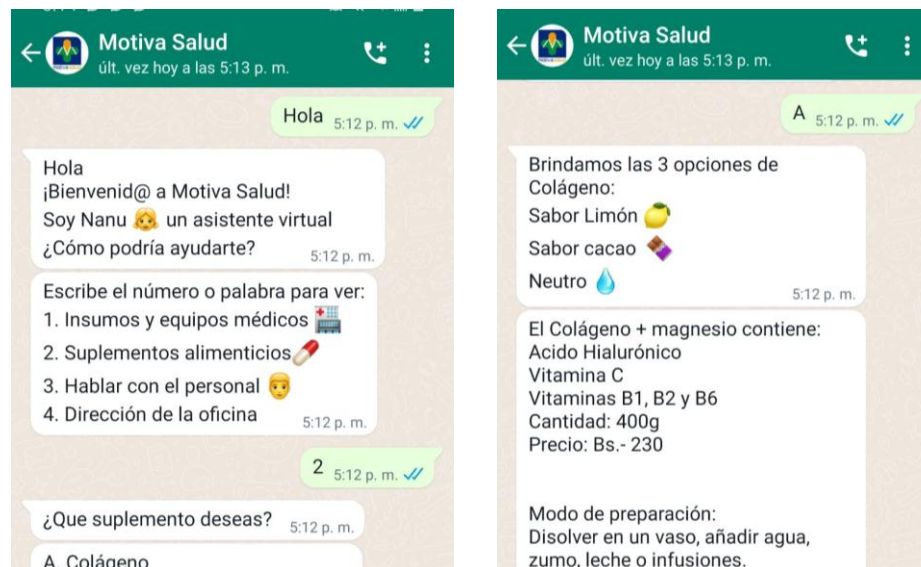 Motiva Salud
últ. vez hoy a las 5:13 p. m.
Hola 5:12 p. m.
Hola
¡Bienvenid@ a Motiva Salud!
Soy Nanu 👧 un asistente virtual
¿Cómo podría ayudarte? 5:12 p. m.
Escribe el número o palabra para ver:
1. Insumos y equipos médicos 🏥
2. Suplementos alimenticios 💊
3. Hablar con el personal 👨
4. Dirección de la oficina 5:12 p. m.
2 5:12 p. m.
¿Que suplemento deseas? 5:12 p. m.
A. Colágeno
Motiva Salud
últ. vez hoy a las 5:13 p. m.
A 5:12 p. m.
Brindamos las 3 opciones de
Colágeno:
Sabor Limón 🍋
Sabor cacao 🍫
Neutro 💧
5:12 p. m.
El Colágeno + magnesio contiene:
Acido Hialurónico
Vitamina C
Vitaminas B1, B2 y B6
Cantidad: 400g
Precio: Bs.- 230
Modo de preparación:
Disolver en un vaso, añadir agua,
zumo, leche o infusiones.